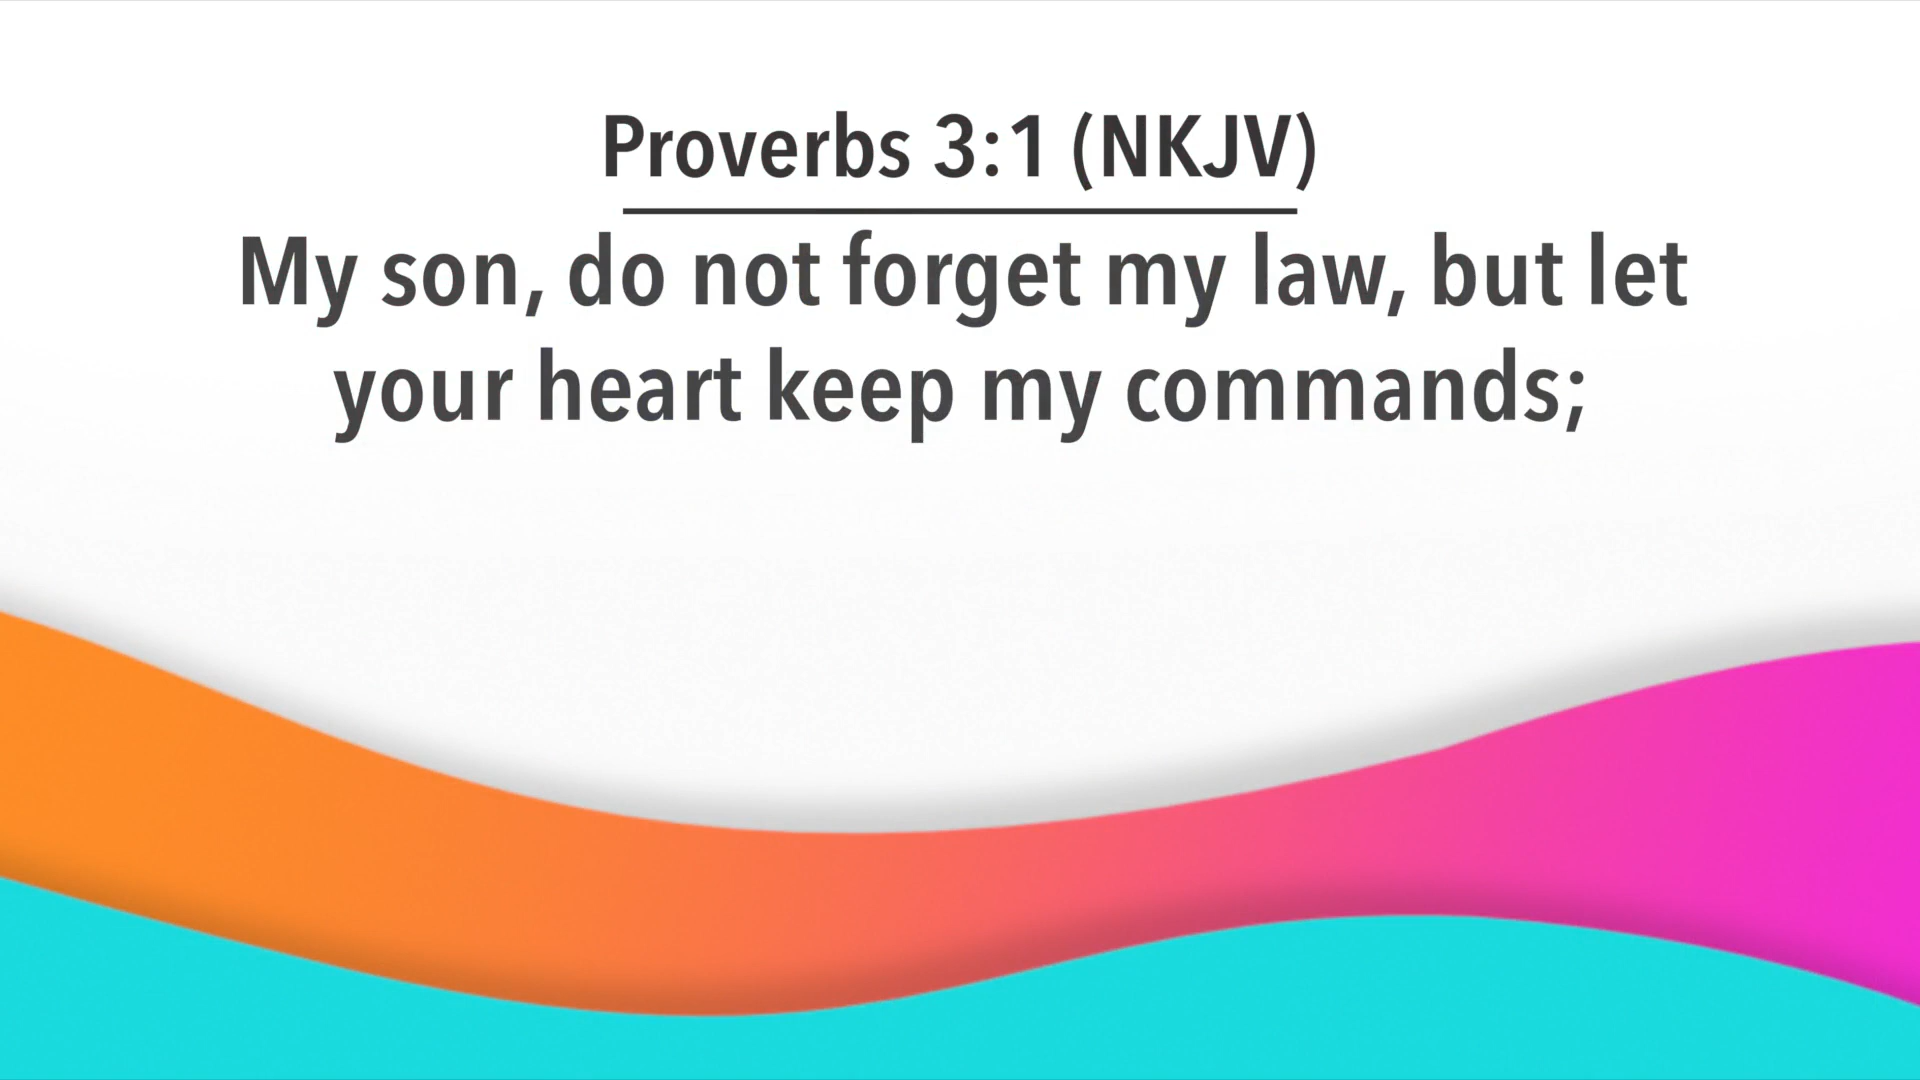 Proverbs 3:1 (NKJV)
My son, do not forget my law, but let
your heart keep my commands;